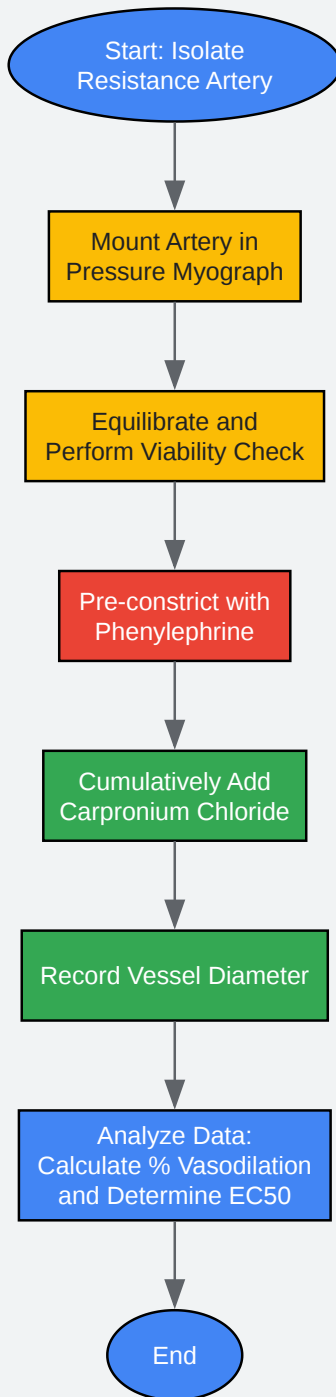 Start: Isolate
Resistance Artery
Mount Artery in
Pressure Myograph
Equilibrate and
Perform Viability Check
Pre-constrict with
Phenylephrine
Cumulatively Add
Carpronium Chloride
Record Vessel Diameter
Analyze Data:
Calculate % Vasodilation
and Determine EC50
End